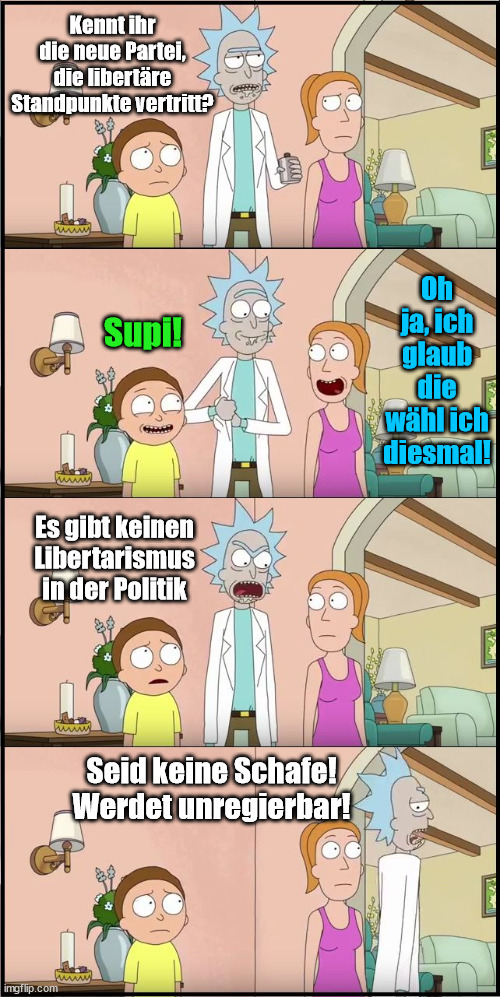 Kennt ihr
die neue Partei,
die libertäre
Standpunkte vertritt?
Supi!
Oh
ja, ich
glaub
die
wähl ich
diesmal!
Es gibt keinen
Libertarismus
in der Politik
Seid keine Schafe!
Werdet unregierbar!
imgflip.com